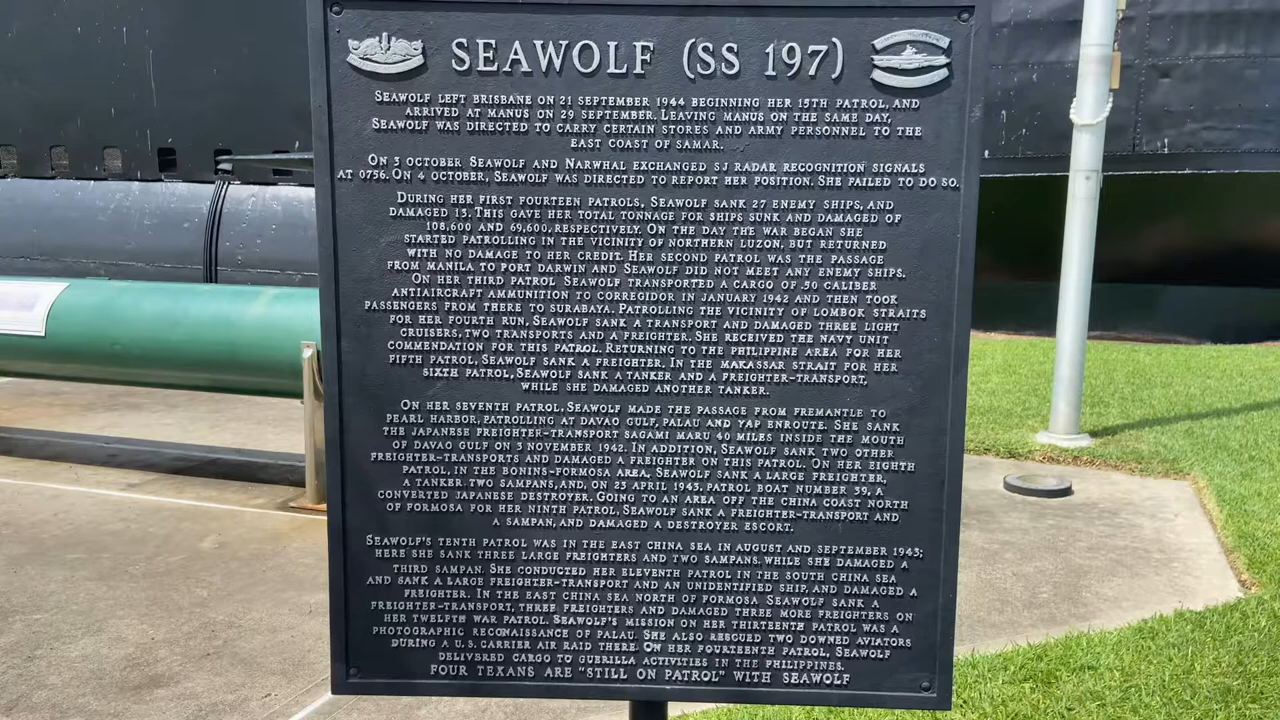 SEAWOLF (SS 197)
SEAWOLF LEFT BRISBANE ON 21 SEPTEMBER 1944 BEGINNING HER 15TH PATROL, AND
ARRIVED AT MANUS ON 29 SEPTEMBER. LEAVING MANUS ON THE SAME DAY,
SEAWOLF WAS DIRECTED TO CARRY CERTAIN STORES AND ARMY PERSONNEL TO THE
EAST COAST OF SAMAR.
ON 3 OCTOBER SEAWOLF AND NARWHAL EXCHANGED SJ RADAR RECOGNITION SIGNALS
AT 0756. ON 4 OCTOBER, SEAWOLF WAS DIRECTED TO REPORT HER POSITION. SHE FAILED TO DO SO.
DURING HER FIRST FOURTEEN PATROLS, SEAWOLF SANK 27 ENEMY SHIPS, AND
DAMAGED 13. THIS GAVE HER TOTAL TONNAGE FOR SHIPS SUNK AND DAMAGED OF
108,600 AND 69,600, RESPECTIVELY. ON THE DAY THE WAR BEGAN SHE
STARTED PATROLLING IN THE VICINITY OF NORTHERN LUZON, BUT RETURNED
WITH NO DAMAGE TO HER CREDIT. HER SECOND PATROL WAS THE PASSAGE
FROM MANILA TO PORT DARWIN AND SEAWOLF DID NOT MEET ANY ENEMY SHIPS.
ON HER THIRD PATROL SEAWOLF TRANSPORTED A CARGO OF .50 CALIBER
ANTIAIRCRAFT AMMUNITION TO CORREGIDOR IN JANUARY 1942 AND THEN TOOK
PASSENGERS FROM THERE TO SURABAYA. PATROLLING THE VICINITY OF LOMBOK STRAITS
FOR HER FOURTH RUN, SEAWOLF SANK A TRANSPORT AND DAMAGED THREE LIGHT
CRUISERS, TWO TRANSPORTS AND A FREIGHTER. SHE RECEIVED THE NAVY UNIT
COMMENDATION FOR THIS PATROL. RETURNING TO THE PHILIPPINE AREA FOR HER
FIFTH PATROL, SEAWOLF SANK A FREIGHTER. IN THE MAKASSAR STRAIT FOR HER
SIXTH PATROL, SEAWOLF SANK A TANKER AND A FREIGHTER-TRANSPORT,
WHILE SHE DAMAGED ANOTHER TANKER.
ON HER SEVENTH PATROL, SEAWOLF MADE THE PASSAGE FROM FREMANTLE TO
PEARL HARBOR, PATROLLING AT DAVAO GULF, PALAU AND YAP ENROUTE. SHE SANK
THE JAPANESE FREIGHTER-TRANSPORT SAGAMI MARU 40 MILES INSIDE THE MOUTH
OF DAVAO GULF ON 3 NOVEMBER 1942. IN ADDITION, SEAWOLF SANK TWO OTHER
FREIGHTER-TRANSPORTS AND DAMAGED A FREIGHTER ON THIS PATROL. ON HER EIGHTH
PATROL, IN THE BONINS-FORMOSA AREA, SEAWOLF SANK A LARGE FREIGHTER,
A TANKER, TWO SAMPANS, AND, ON 23 APRIL 1943, PATROL BOAT NUMBER 39, A
CONVERTED JAPANESE DESTROYER. GOING TO AN AREA OFF THE CHINA COAST NORTH
OF FORMOSA FOR HER NINTH PATROL, SEAWOLF SANK A FREIGHTER-TRANSPORT AND
A SAMPAN, AND DAMAGED A DESTROYER ESCORT.
SEAWOLF'S TENTH PATROL WAS IN THE EAST CHINA SEA IN AUGUST AND SEPTEMBER 1943;
HERE SHE SANK THREE LARGE FREIGHTERS AND TWO SAMPANS, WHILE SHE DAMAGED A
THIRD SAMPAN. SHE CONDUCTED HER ELEVENTH PATROL IN THE SOUTH CHINA SEA
AND SANK A LARGE FREIGHTER-TRANSPORT AND AN UNIDENTIFIED SHIP, AND DAMAGED A
FREIGHTER. IN THE EAST CHINA SEA NORTH OF FORMOSA SEAWOLF SANK A
FREIGHTER-TRANSPORT, THREE FREIGHTERS AND DAMAGED THREE MORE FREIGHTERS ON
HER TWELFTH WAR PATROL. SEAWOLF'S MISSION ON HER THIRTEENTH PATROL WAS A
PHOTOGRAPHIC RECONAISSANCE OF PALAU. SHE ALSO RESCUED TWO DOWNED AVIATORS
DURING A U.S. CARRIER AIR RAID THERE. ON HER FOURTEENTH PATROL, SEAWOLF
DELIVERED CARGO TO GUERILLA ACTIVITIES IN THE PHILIPPINES.
FOUR TEXANS ARE "STILL ON PATROL" WITH SEAWOLF